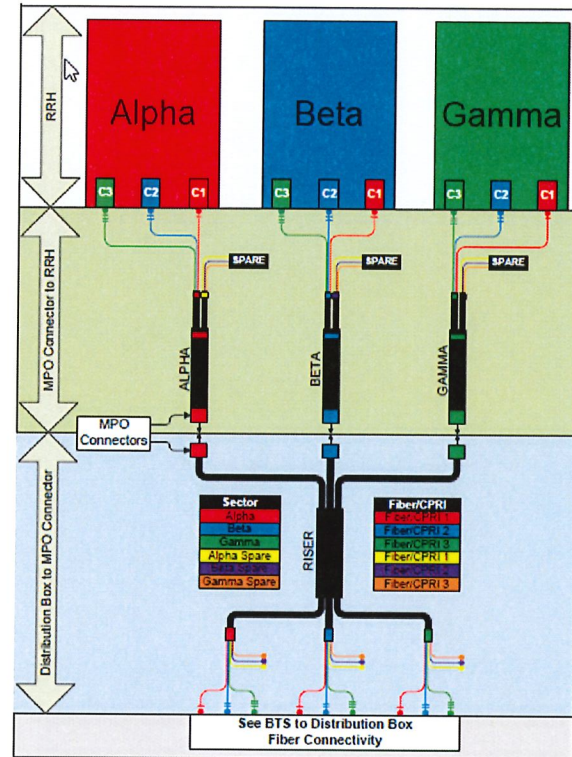 RRH
Alpha
Beta
Gamma
C3
C2
C1
C3
C2
C1
C3
C2
C1
MPO Connector to RRH
SPARE
SPARE
SPARE
ALPHA
BETA
GAMMA
MPO
Connectors
Distribution Box to MPO Connector
Sector
Alpha
Beta
Gamma
Alpha Spare
Beta Spare
Gamma Spare
RISER
Fiber/CPRI
Fiber/CPRI 1
Fiber/CPRI 2
Fiber/CPRI 3
Fiber/CPRI 1
Fiber/CPRI 2
Fiber/CPRI 3
See BTS to Distribution Box
Fiber Connectivity